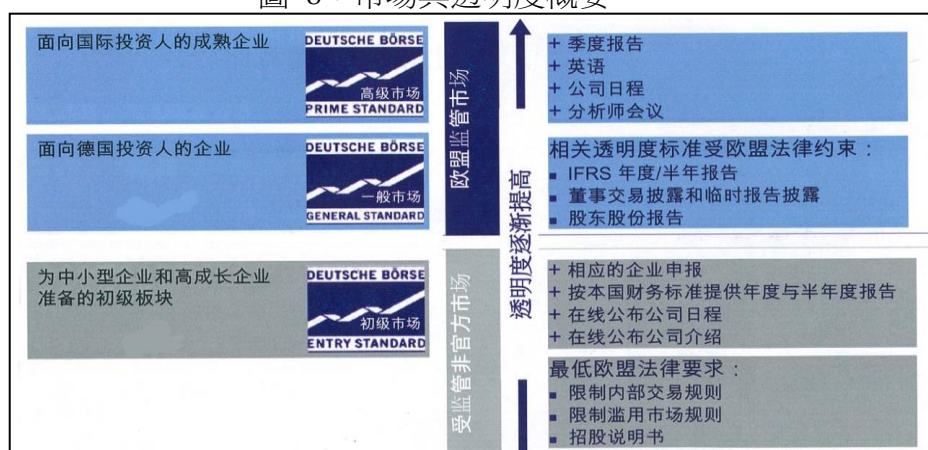 圖 市場與透明度概要
面向国际投资人的成熟企业
DEUTSCHE BÖRSE
高级市场
PRIME STANDARD
面向德国投资人的企业
DEUTSCHE BÖRSE
一般市场
GENERAL STANDARD
为中小型企业和高成长企业
准备的初级板块
DEUTSCHE BÖRSE
初级市场
ENTRY STANDARD
欧盟监管市场
受监管非官方市场
透明度逐渐提高
+ 季度报告
+ 英语
+ 公司日程
+ 分析师会议
相关透明度标准受欧盟法律约束：
▪ IFRS 年度/半年报告
▪ 董事交易披露和临时报告披露
▪ 股东股份报告
+ 相应的企业申报
+ 按本国财务标准提供年度与半年度报告
+ 在线公布公司日程
+ 在线公布公司介绍
最低欧盟法律要求：
▪ 限制内部交易规则
▪ 限制滥用市场规则
▪ 招股说明书